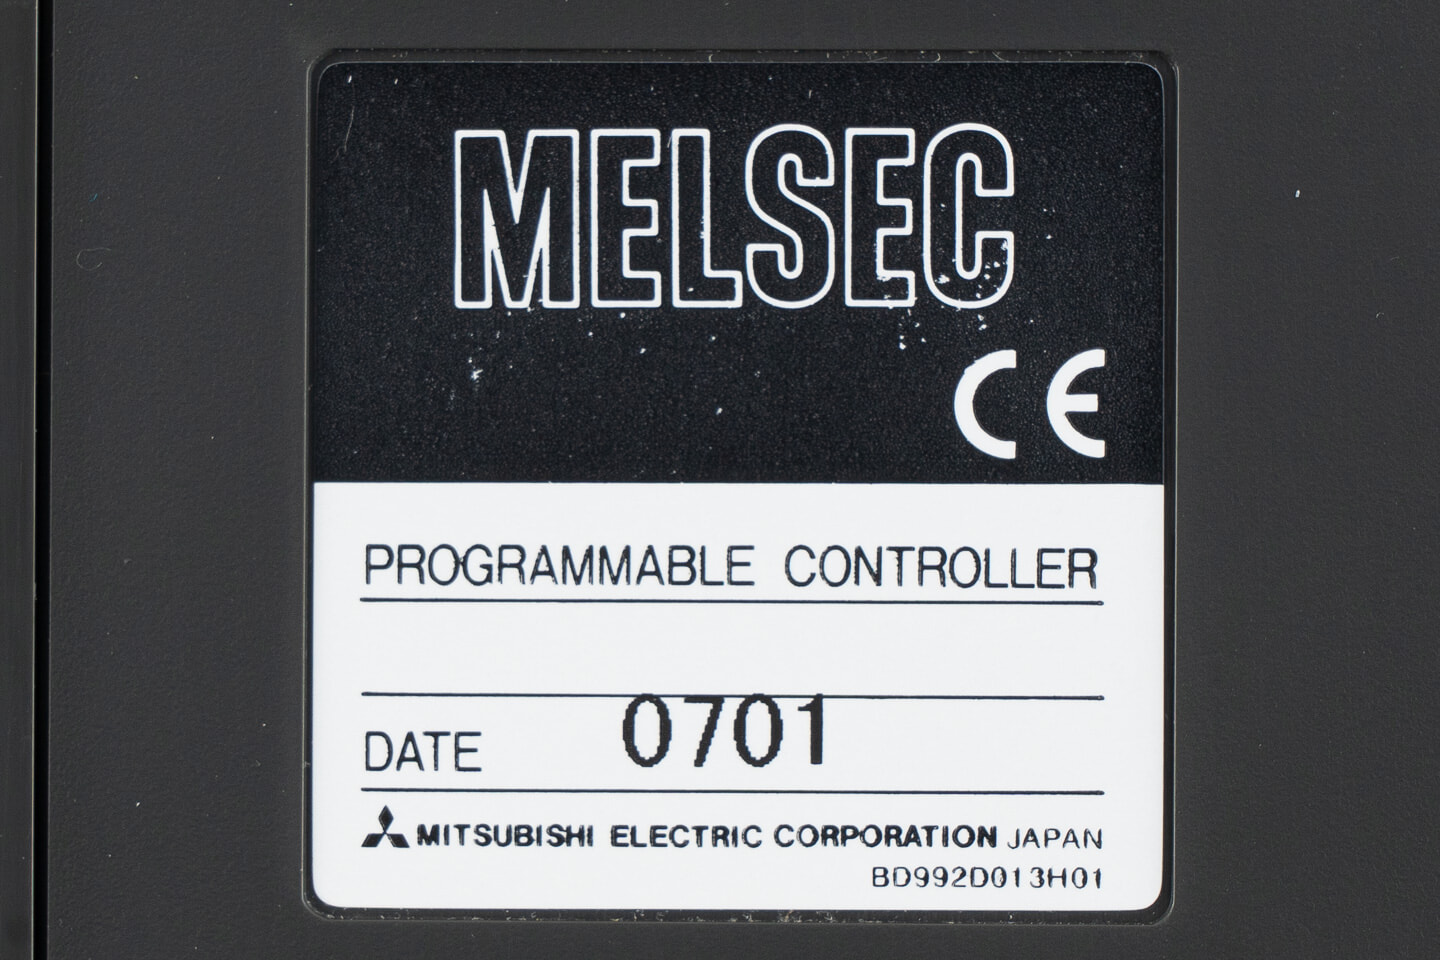 MELSEC
CE
PROGRAMMABLE CONTROLLER
DATE 0701
MITSUBISHI ELECTRIC CORPORATION JAPAN
BD992D013H01